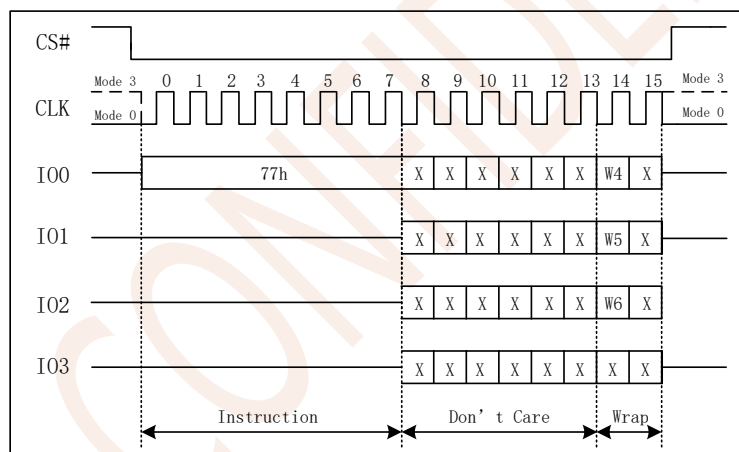 CS#
Mode 3 0 1 2 3 4 5 6 7 8 9 10 11 12 13 14 15 Mode 3
CLK
Mode 0 Mode 0
IO0 77h X X X X X X W4 X
IO1 X X X X X X W5 X
IO2 X X X X X X W6 X
IO3 X X X X X X X X
Instruction Don't Care Wrap